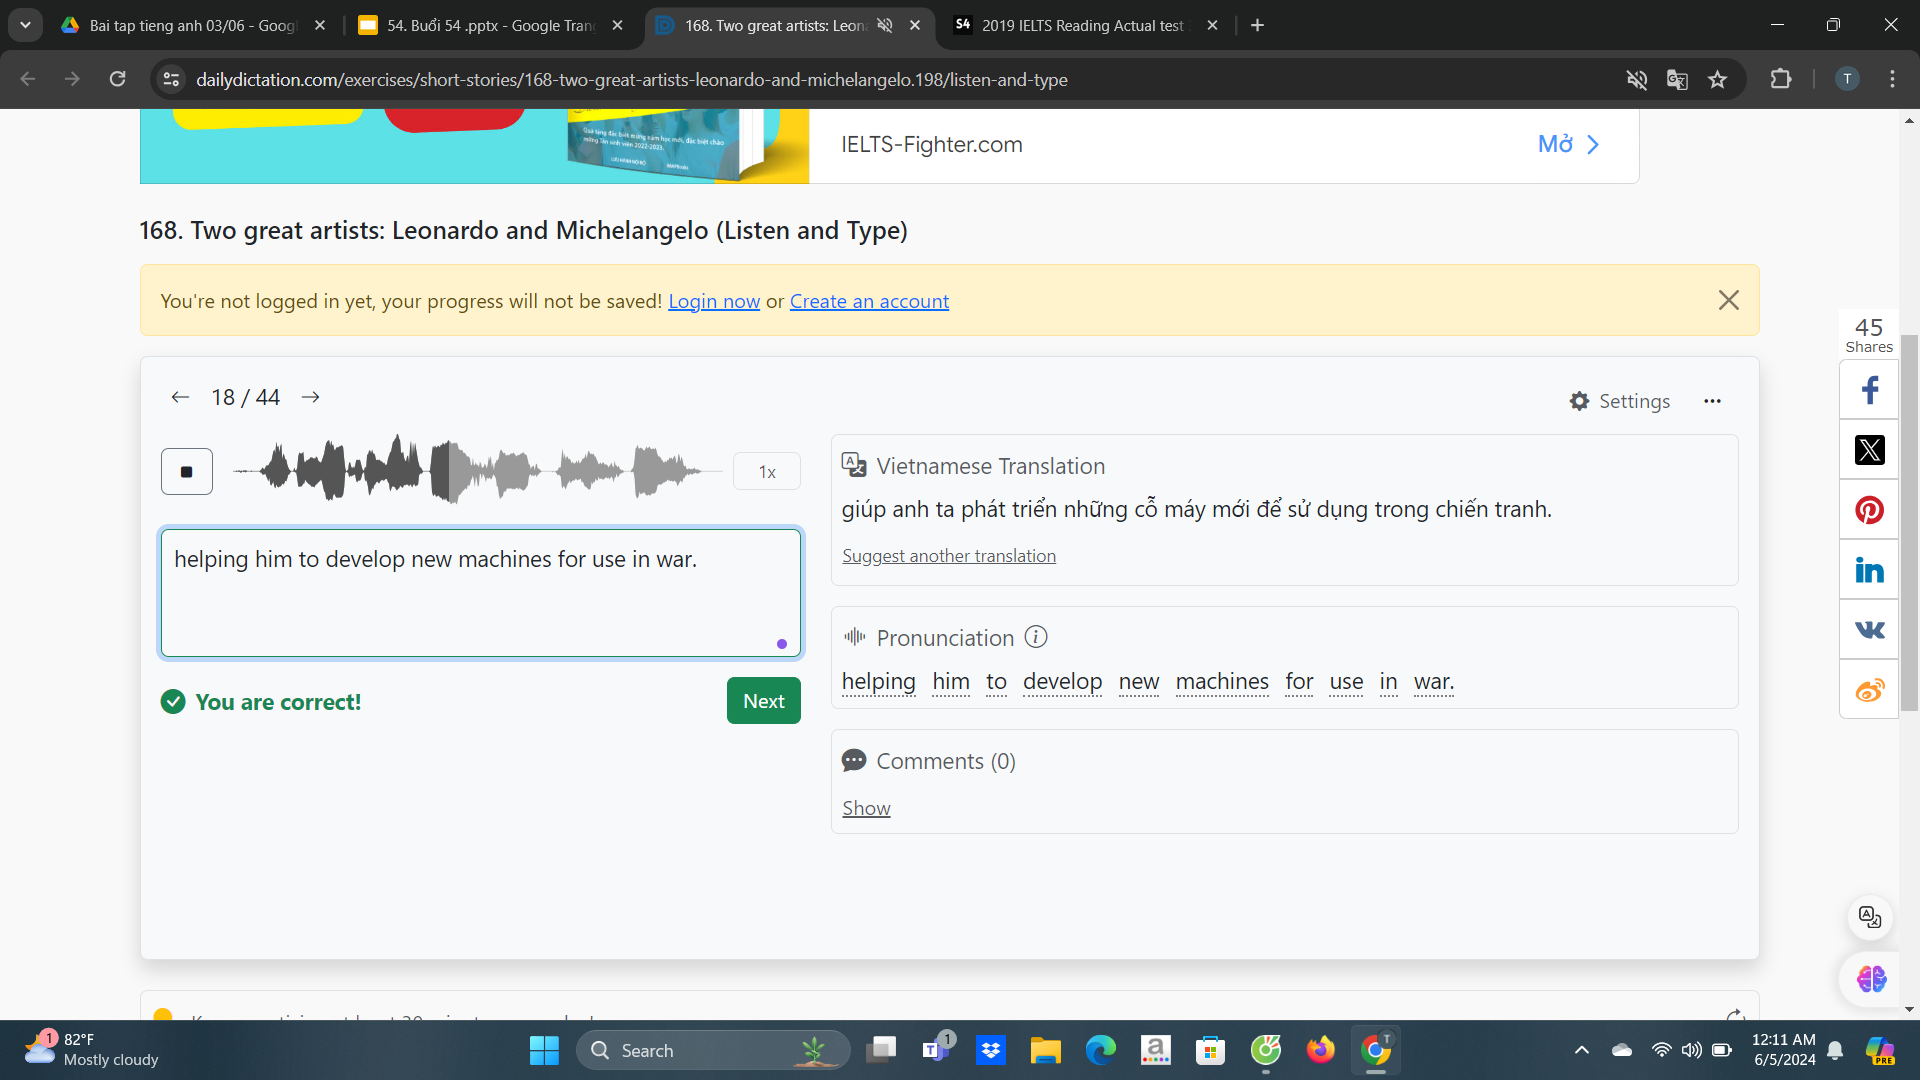 Bai tap tieng anh 03/06 - Googl
54. Buổi 54 .pptx - Google Trang
168. Two great artists: Leona
S4 2019 IELTS Reading Actual test
dailydictation.com/exercises/short-stories/168-two-great-artists-leonardo-and-michelangelo.198/listen-and-type
T
IELTS-Fighter.com
Mở
168. Two great artists: Leonardo and Michelangelo (Listen and Type)
You're not logged in yet, your progress will not be saved! Login now or Create an account
45
Shares
18 / 44
Settings
1x
Vietnamese Translation
giúp anh ta phát triển những cỗ máy mới để sử dụng trong chiến tranh.
Suggest another translation
helping him to develop new machines for use in war.
Pronunciation
helping him to develop new machines for use in war.
You are correct!
Next
Comments (0)
Show
1
82°F
Mostly cloudy
Search
1
12:11 AM
6/5/2024
PRE